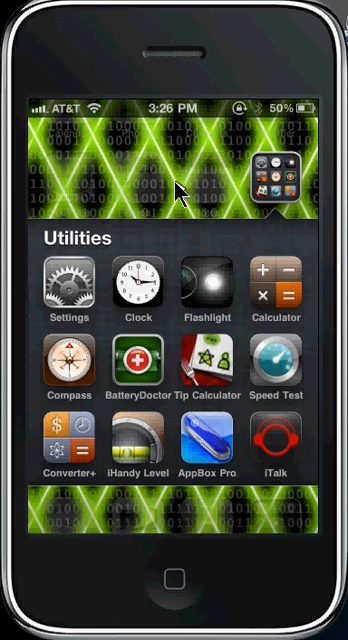 AT&T 3:26 PM 50%
Utilities
Settings Clock Flashlight Calculator
Compass BatteryDoctor Tip Calculator Speed Test
Converter+ iHandy Level AppBox Pro iTalk